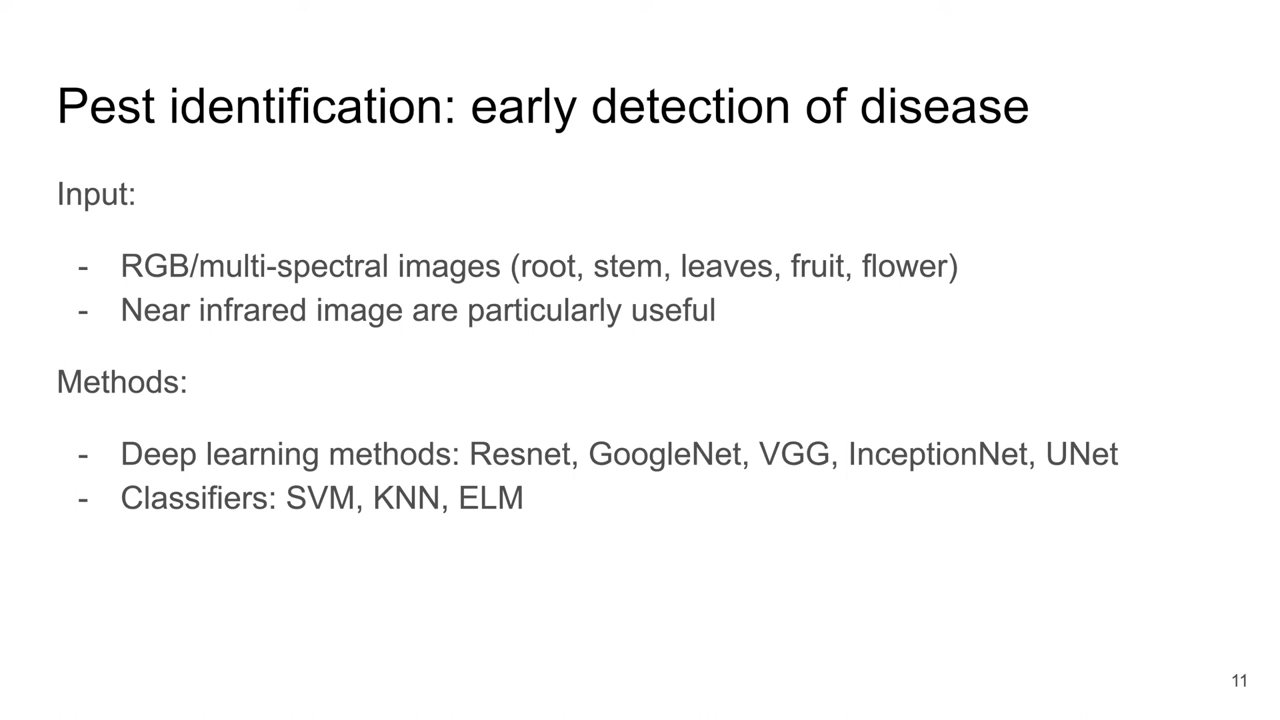 Pest identification: early detection of disease
Input:
- RGB/multi-spectral images (root, stem, leaves, fruit, flower)
- Near infrared image are particularly useful
Methods:
- Deep learning methods: Resnet, GoogleNet, VGG, InceptionNet, UNet
- Classifiers: SVM, KNN, ELM
11